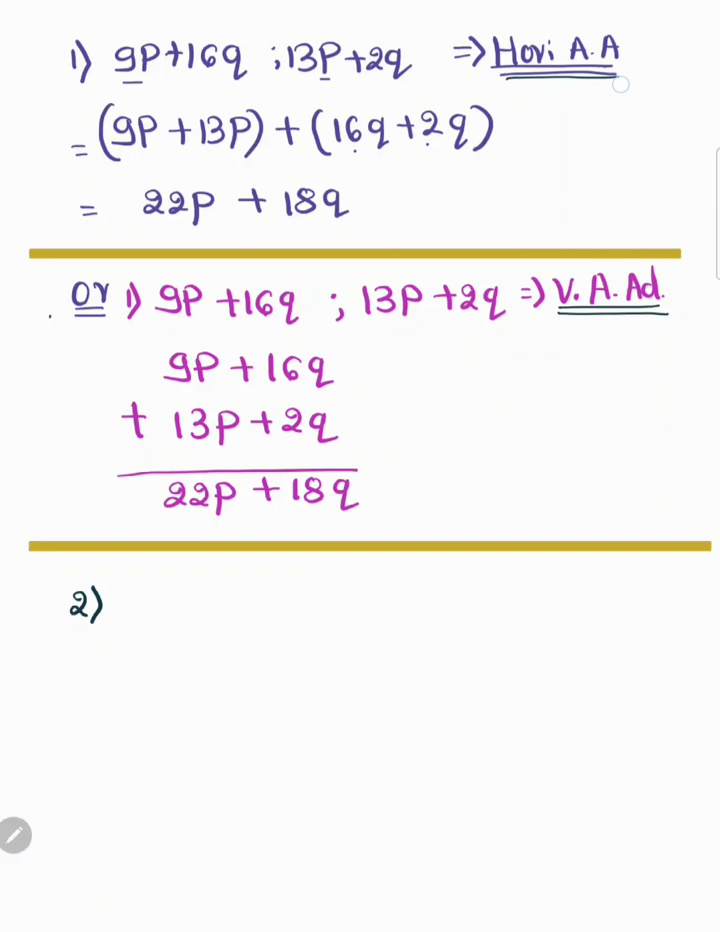 1) 9p+16q ; 13p+2q => Hori A.A
= (9p+13p)+(16q+2q)
= 22p + 18q
or 1) 9p+16q ; 13p+2q => V. A. Ad.
9p+16q
+ 13p+2q
22p + 18q
2)